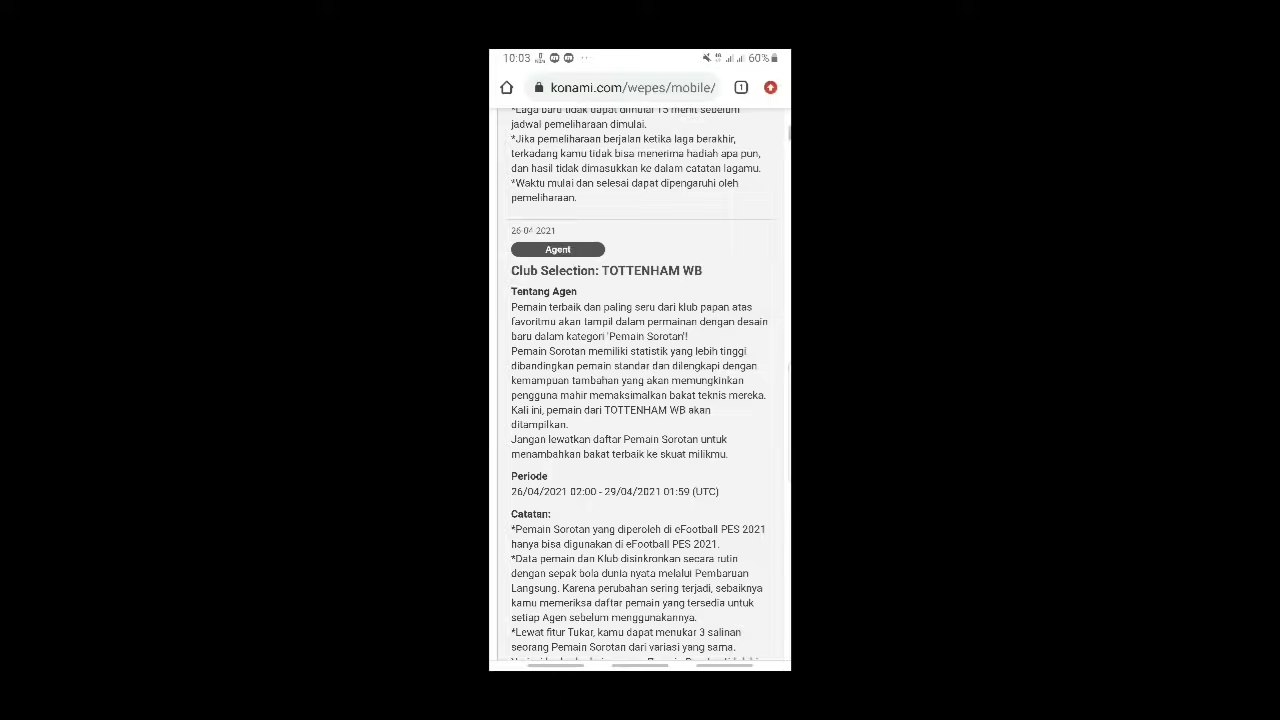 10:03
60%
konami.com/wepes/mobile/
1
*Laga baru tidak dapat dimulai 15 menit sebelum
jadwal pemeliharaan dimulai.
*Jika pemeliharaan berjalan ketika laga berakhir,
terkadang kamu tidak bisa menerima hadiah apa pun,
dan hasil tidak dimasukkan ke dalam catatan lagamu.
*Waktu mulai dan selesai dapat dipengaruhi oleh
pemeliharaan.
26-04-2021
Agent
Club Selection: TOTTENHAM WB
Tentang Agen
Pemain terbaik dan paling seru dari klub papan atas
favoritmu akan tampil dalam permainan dengan desain
baru dalam kategori 'Pemain Sorotan'!
Pemain Sorotan memiliki statistik yang lebih tinggi
dibandingkan pemain standar dan dilengkapi dengan
kemampuan tambahan yang akan memungkinkan
pengguna mahir memaksimalkan bakat teknis mereka.
Kali ini, pemain dari TOTTENHAM WB akan
ditampilkan.
Jangan lewatkan daftar Pemain Sorotan untuk
menambahkan bakat terbaik ke skuat milikmu.
Periode
26/04/2021 02:00 - 29/04/2021 01:59 (UTC)
Catatan:
*Pemain Sorotan yang diperoleh di eFootball PES 2021
hanya bisa digunakan di eFootball PES 2021.
*Data pemain dan Klub disinkronkan secara rutin
dengan sepak bola dunia nyata melalui Pembaruan
Langsung. Karena perubahan sering terjadi, sebaiknya
kamu memeriksa daftar pemain yang tersedia untuk
setiap Agen sebelum menggunakannya.
*Lewat fitur Tukar, kamu dapat menukar 3 salinan
seorang Pemain Sorotan dari variasi yang sama.